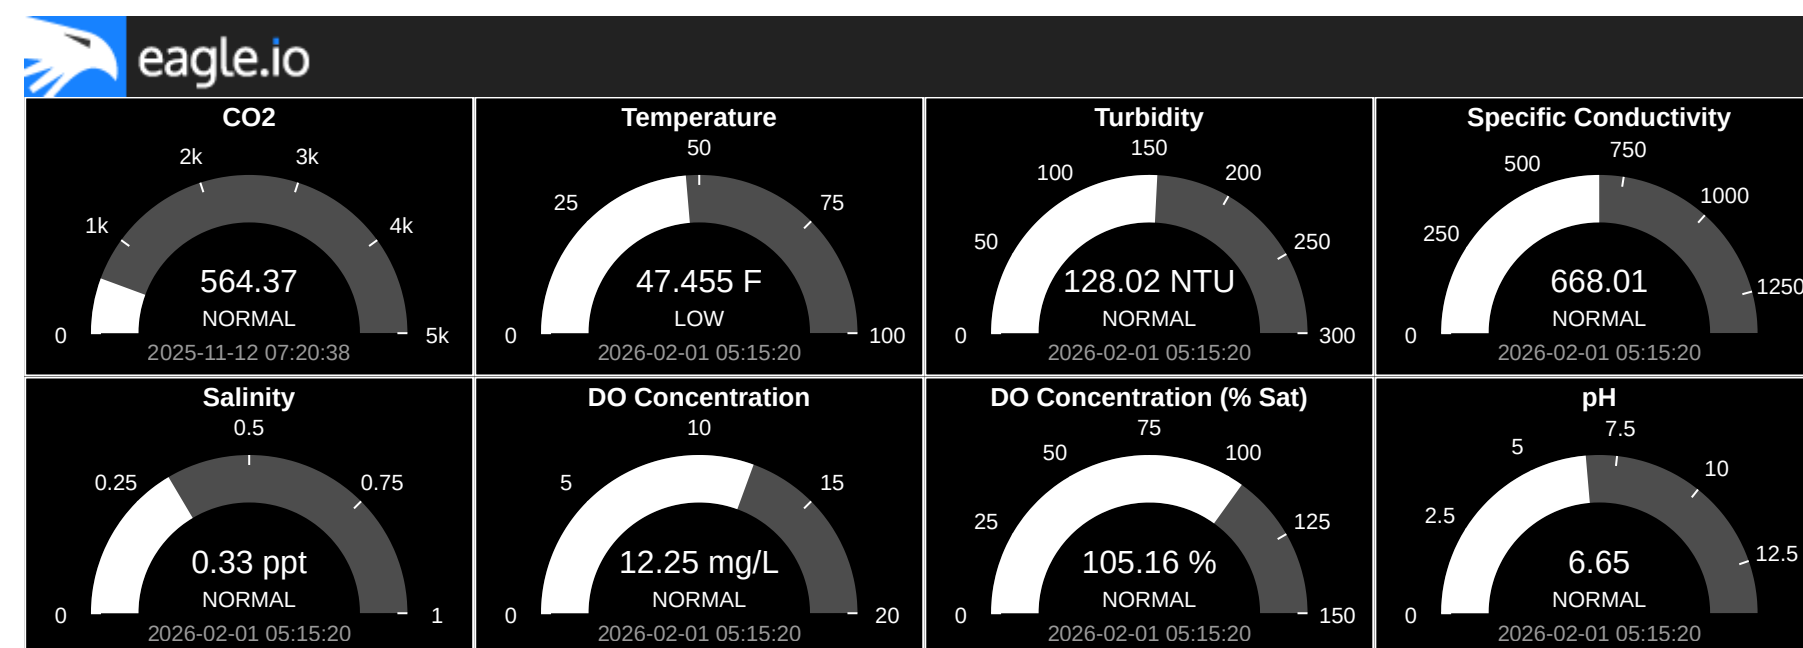 eagle.io
CO2
2k 3k
1k 4k
564.37
NORMAL
0 5k
2025-11-12 07:20:38
Temperature
50
25 75
47.455 F
LOW
0 100
2026-02-01 05:15:20
Turbidity
150
100 200
50 250
128.02 NTU
NORMAL
0 300
2026-02-01 05:15:20
Specific Conductivity
750
500
1000
250
668.01
1250
NORMAL
0
2026-02-01 05:15:20
Salinity
0.5
0.25 0.75
0.33 ppt
NORMAL
0 1
2026-02-01 05:15:20
DO Concentration
10
5 15
12.25 mg/L
NORMAL
0 20
2026-02-01 05:15:20
DO Concentration (% Sat)
75
50 100
25 125
105.16 %
NORMAL
0 150
2026-02-01 05:15:20
pH
7.5
5
10
2.5
12.5
6.65
NORMAL
0
2026-02-01 05:15:20